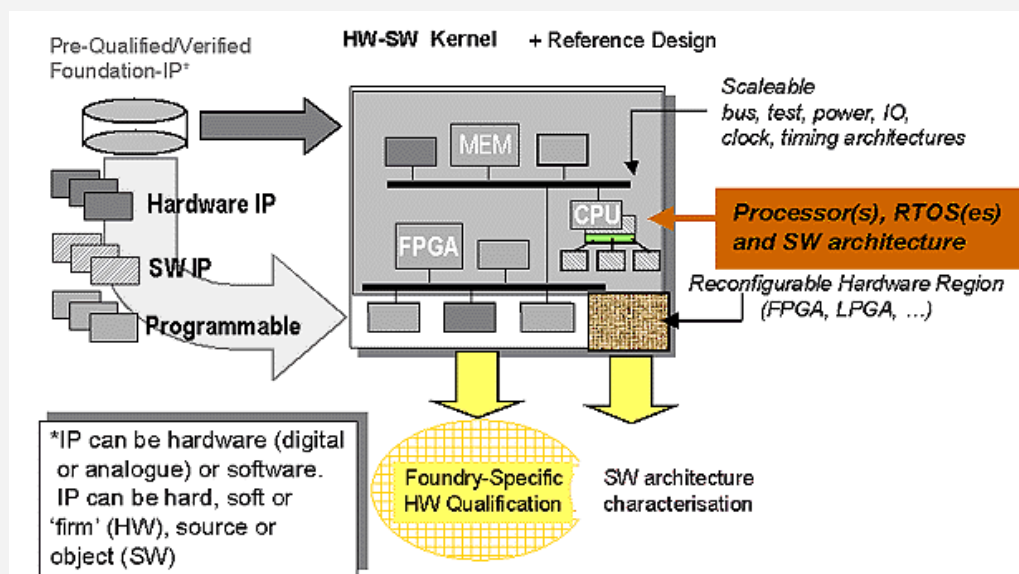 Pre-Qualified/Verified
Foundation-IP*
HW-SW Kernel + Reference Design
Scaleable
bus, test, power, IO,
clock, timing architectures
MEM
Hardware IP
CPU
Processor(s), RTOS(es)
and SW architecture
FPGA
SW IP
Reconfigurable Hardware Region
(FPGA, LPGA, ...)
Programmable
*IP can be hardware (digital
or analogue) or software.
IP can be hard, soft or
'firm' (HW), source or
object (SW)
Foundry-Specific
HW Qualification
SW architecture
characterisation